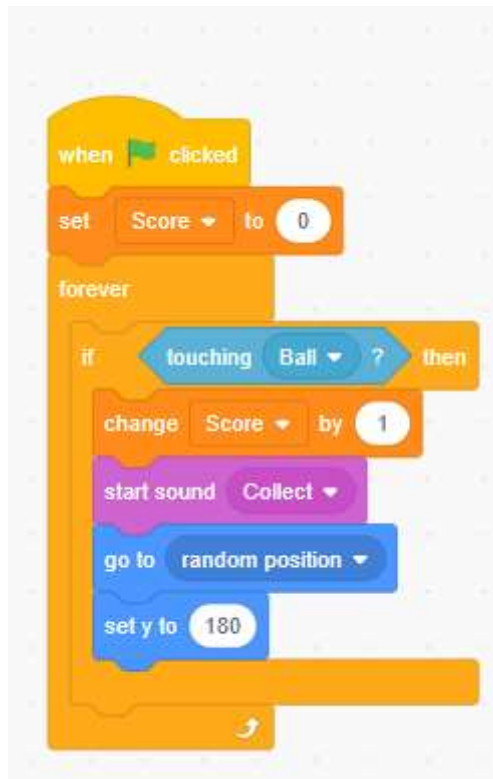 when clicked
set Score to 0
forever
if touching Ball ? then
change Score by 1
start sound Collect
go to random position
set y to 180